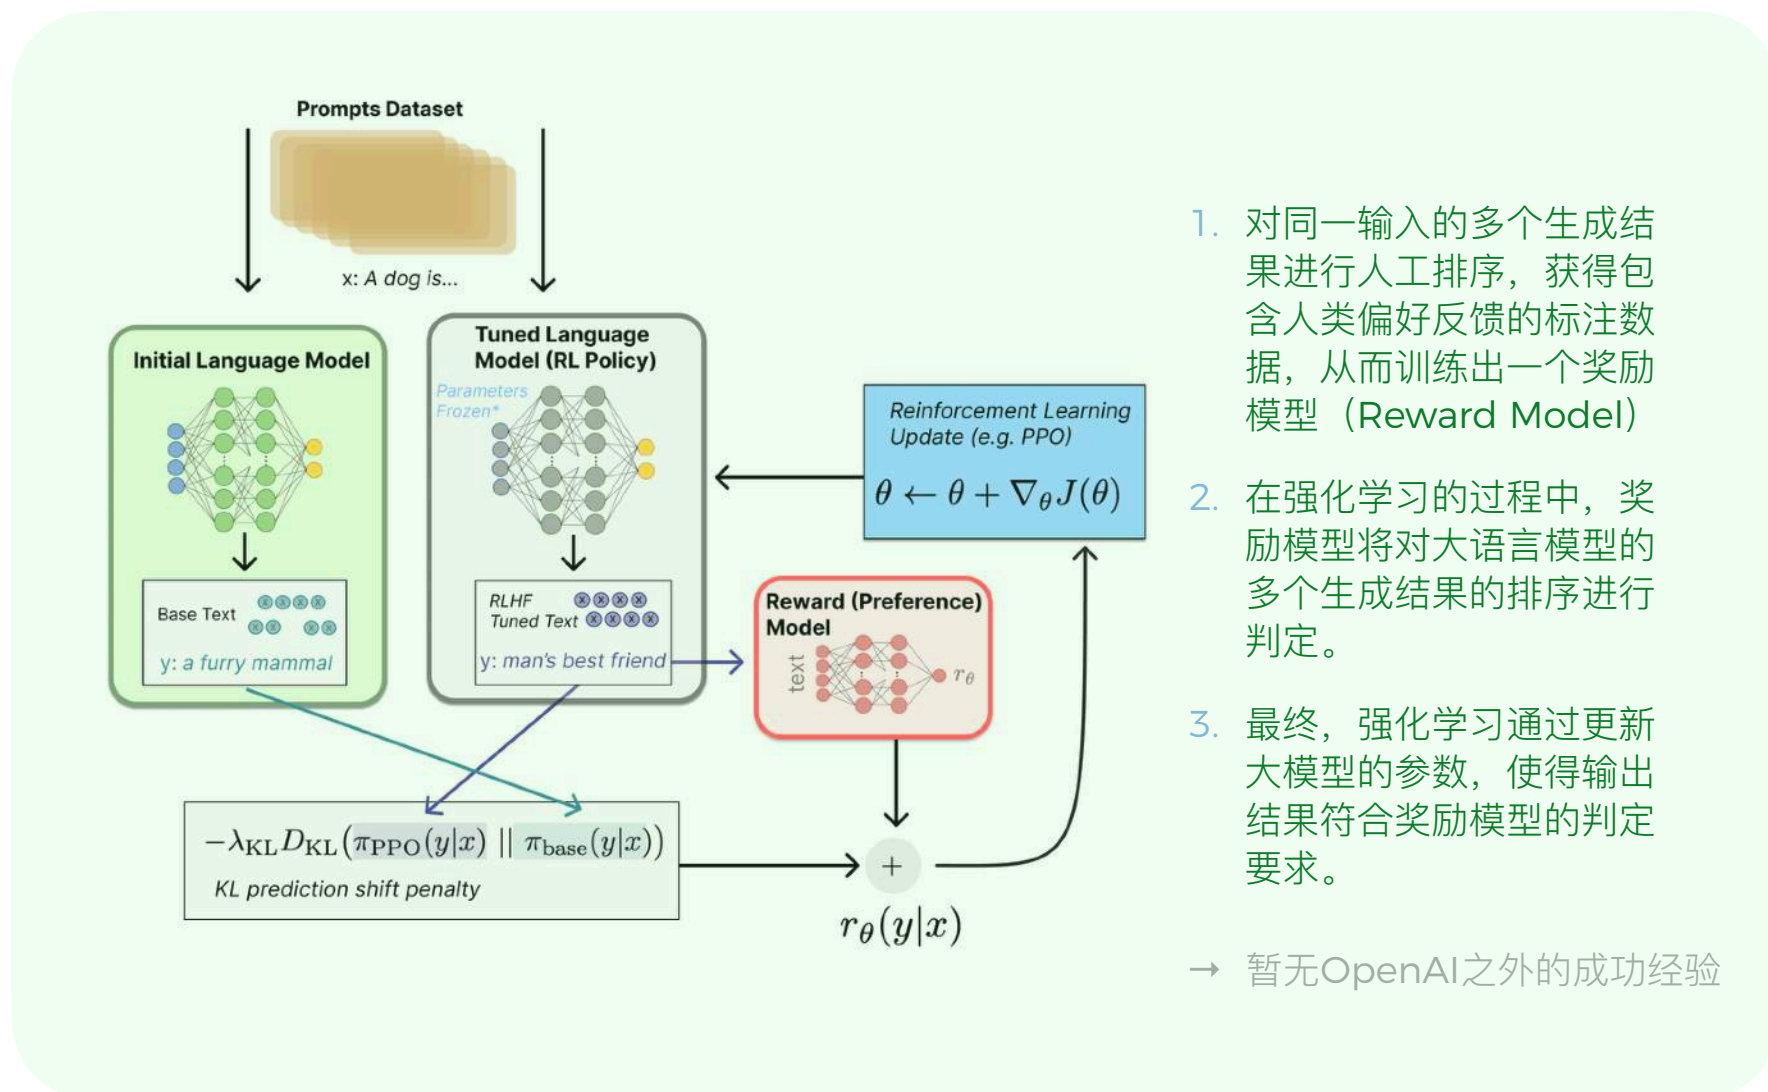 Prompts Dataset
x: A dog is...
Initial Language Model
Tuned Language
Model (RL Policy)
Parameters
Frozen*
Base Text
y: a furry mammal
RLHF
Tuned Text
y: man's best friend
x x x x
x x x x
x x x x
x x x x
Reinforcement Learning
Update (e.g. PPO)
θ ← θ + ∇θJ(θ)
Reward (Preference)
Model
text
rθ
−λKL DKL(πPPO(y|x) || πbase(y|x))
KL prediction shift penalty
+
rθ(y|x)
1. 对同一输入的多个生成结
果进行人工排序，获得包
含人类偏好反馈的标注数
据，从而训练出一个奖励
模型（Reward Model）
2. 在强化学习的过程中，奖
励模型将对大语言模型的
多个生成结果的排序进行
判定。
3. 最终，强化学习通过更新
大模型的参数，使得输出
结果符合奖励模型的判定
要求。
→ 暂无OpenAI之外的成功经验